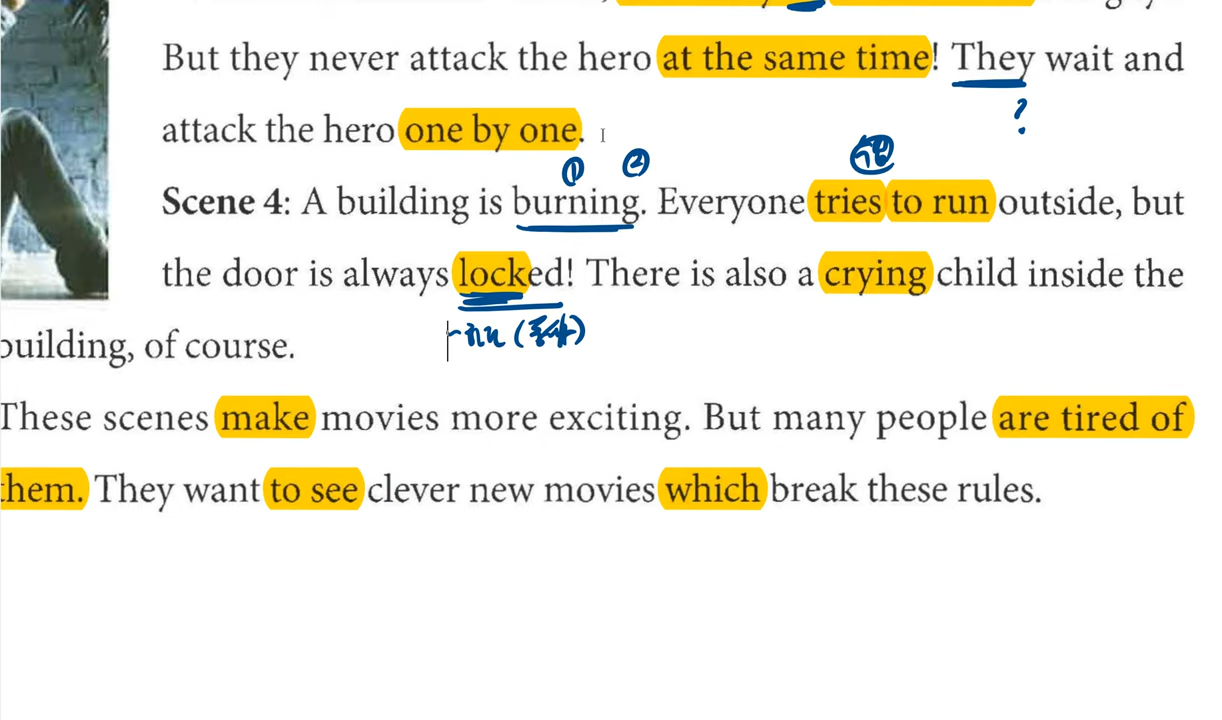 But they never attack the hero at the same time! They wait and
?
attack the hero one by one.
① ②
Scene 4: A building is burning. Everyone tries to run outside, but
the door is always locked! There is also a crying child inside the
building, of course.
These scenes make movies more exciting. But many people are tired of
them. They want to see clever new movies which break these rules.